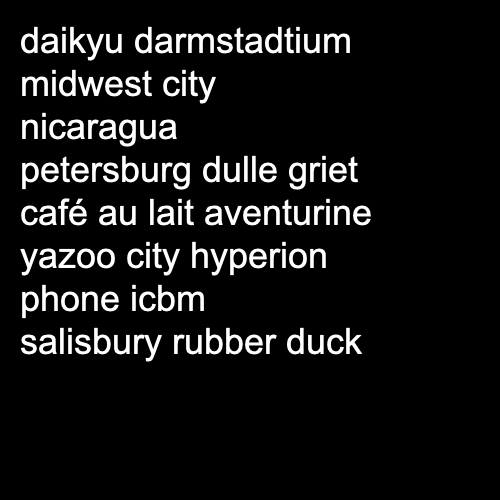 daikyu darmstadtium
midwest city
nicaragua
petersburg dulle griet
café au lait aventurine
yazoo city hyperion
phone icbm
salisbury rubber duck